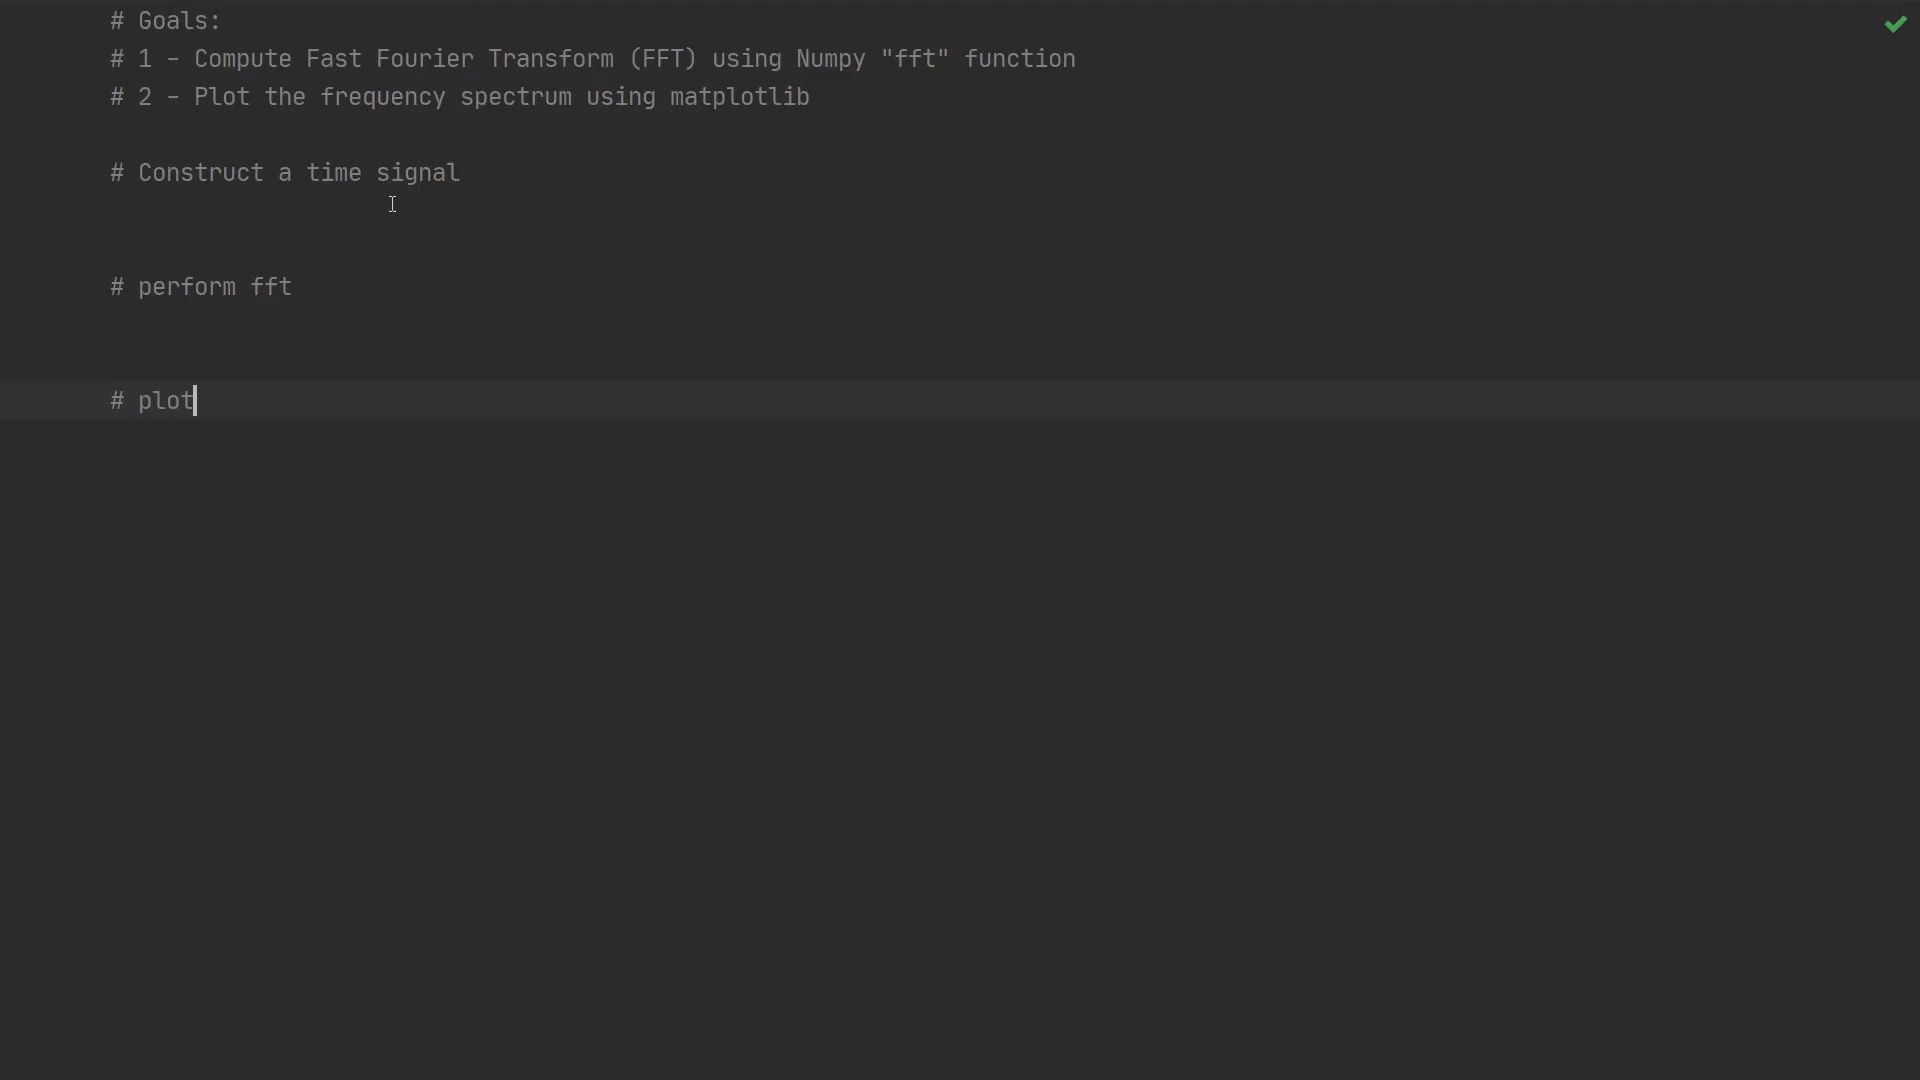 # Goals:
# 1 - Compute Fast Fourier Transform (FFT) using Numpy "fft" function
# 2 - Plot the frequency spectrum using matplotlib
# Construct a time signal
# perform fft
# plot